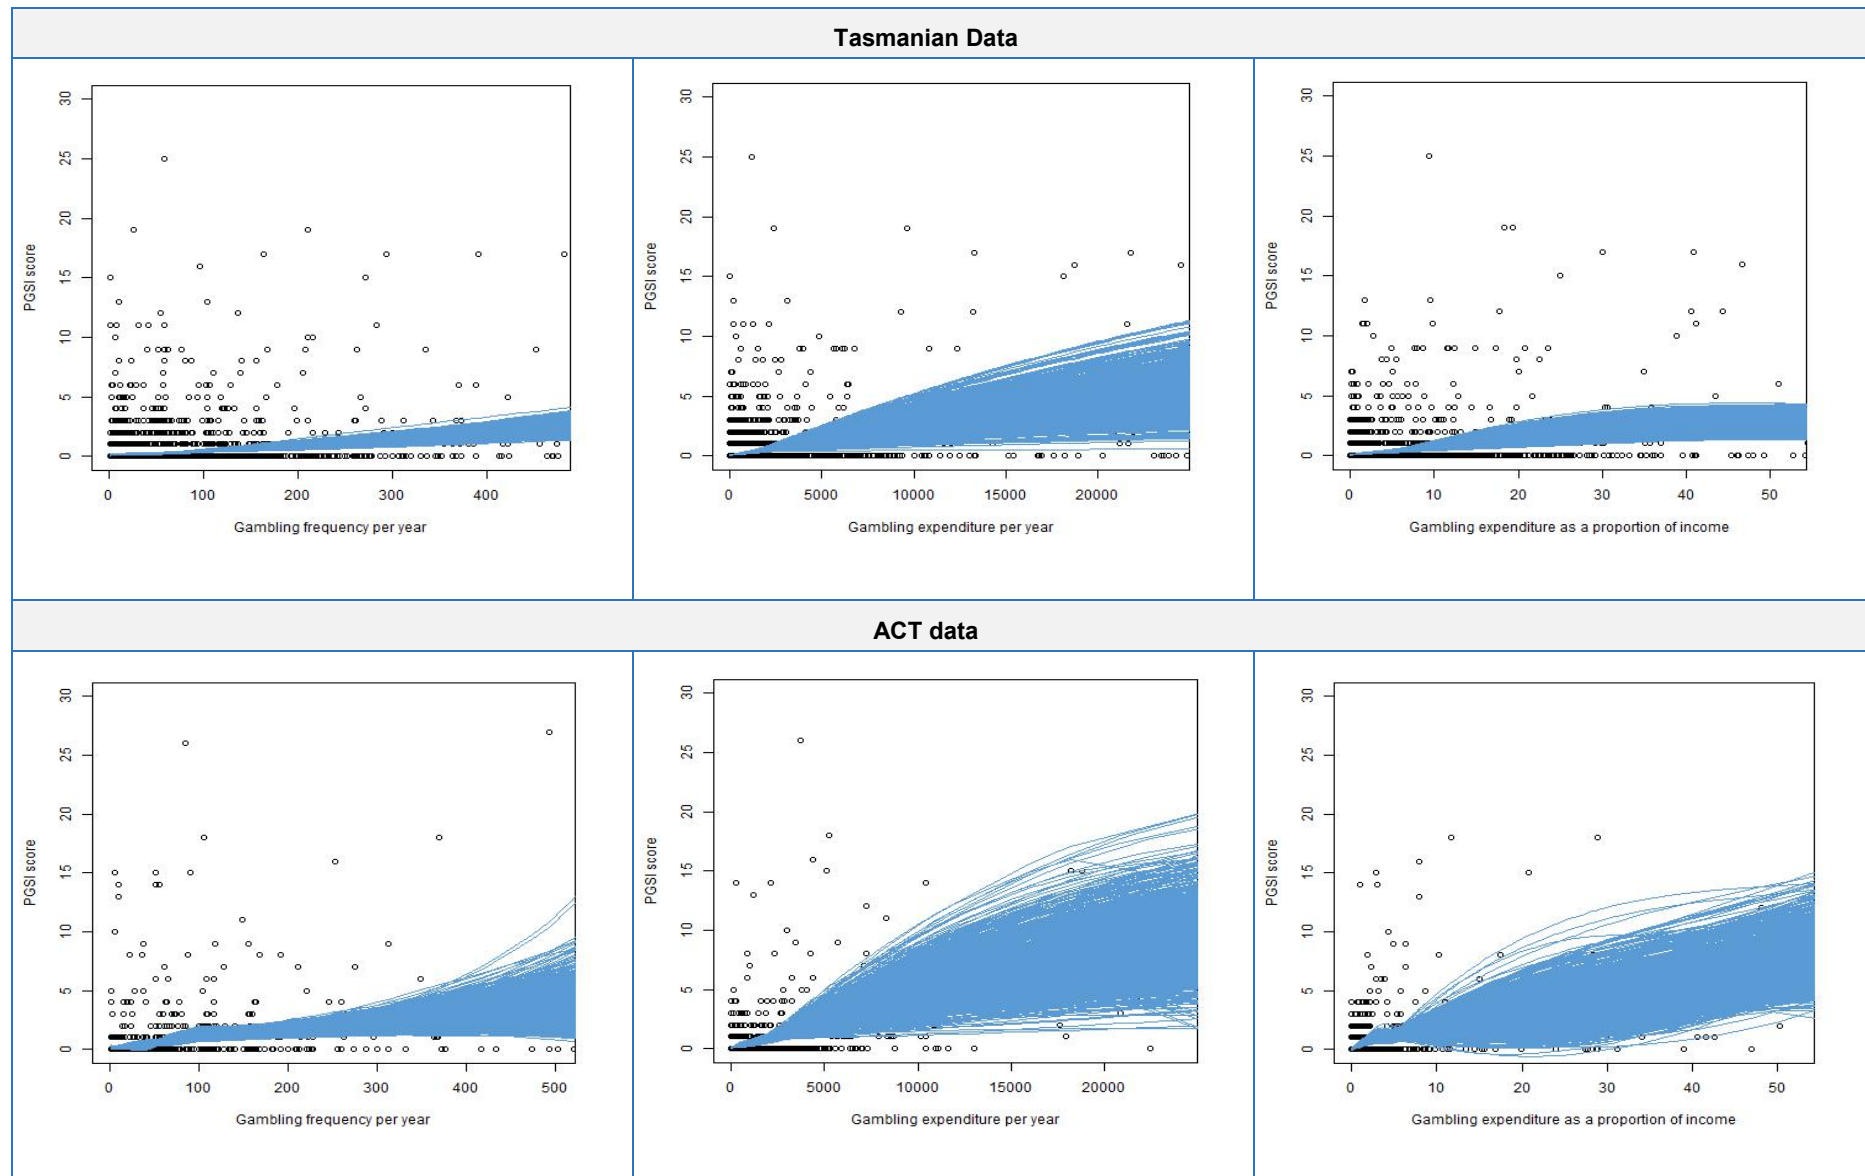 Tasmanian Data
30
25
20
15
10
5
0
PGSI score
0 100 200 300 400
Gambling frequency per year
30
25
20
15
10
5
0
PGSI score
0 5000 10000 15000 20000
Gambling expenditure per year
30
25
20
15
10
5
0
PGSI score
0 10 20 30 40 50
Gambling expenditure as a proportion of income
ACT data
30
25
20
15
10
5
0
PGSI score
0 100 200 300 400 500
Gambling frequency per year
30
25
20
15
10
5
0
PGSI score
0 5000 10000 15000 20000
Gambling expenditure per year
30
25
20
15
10
5
0
PGSI score
0 10 20 30 40 50
Gambling expenditure as a proportion of income